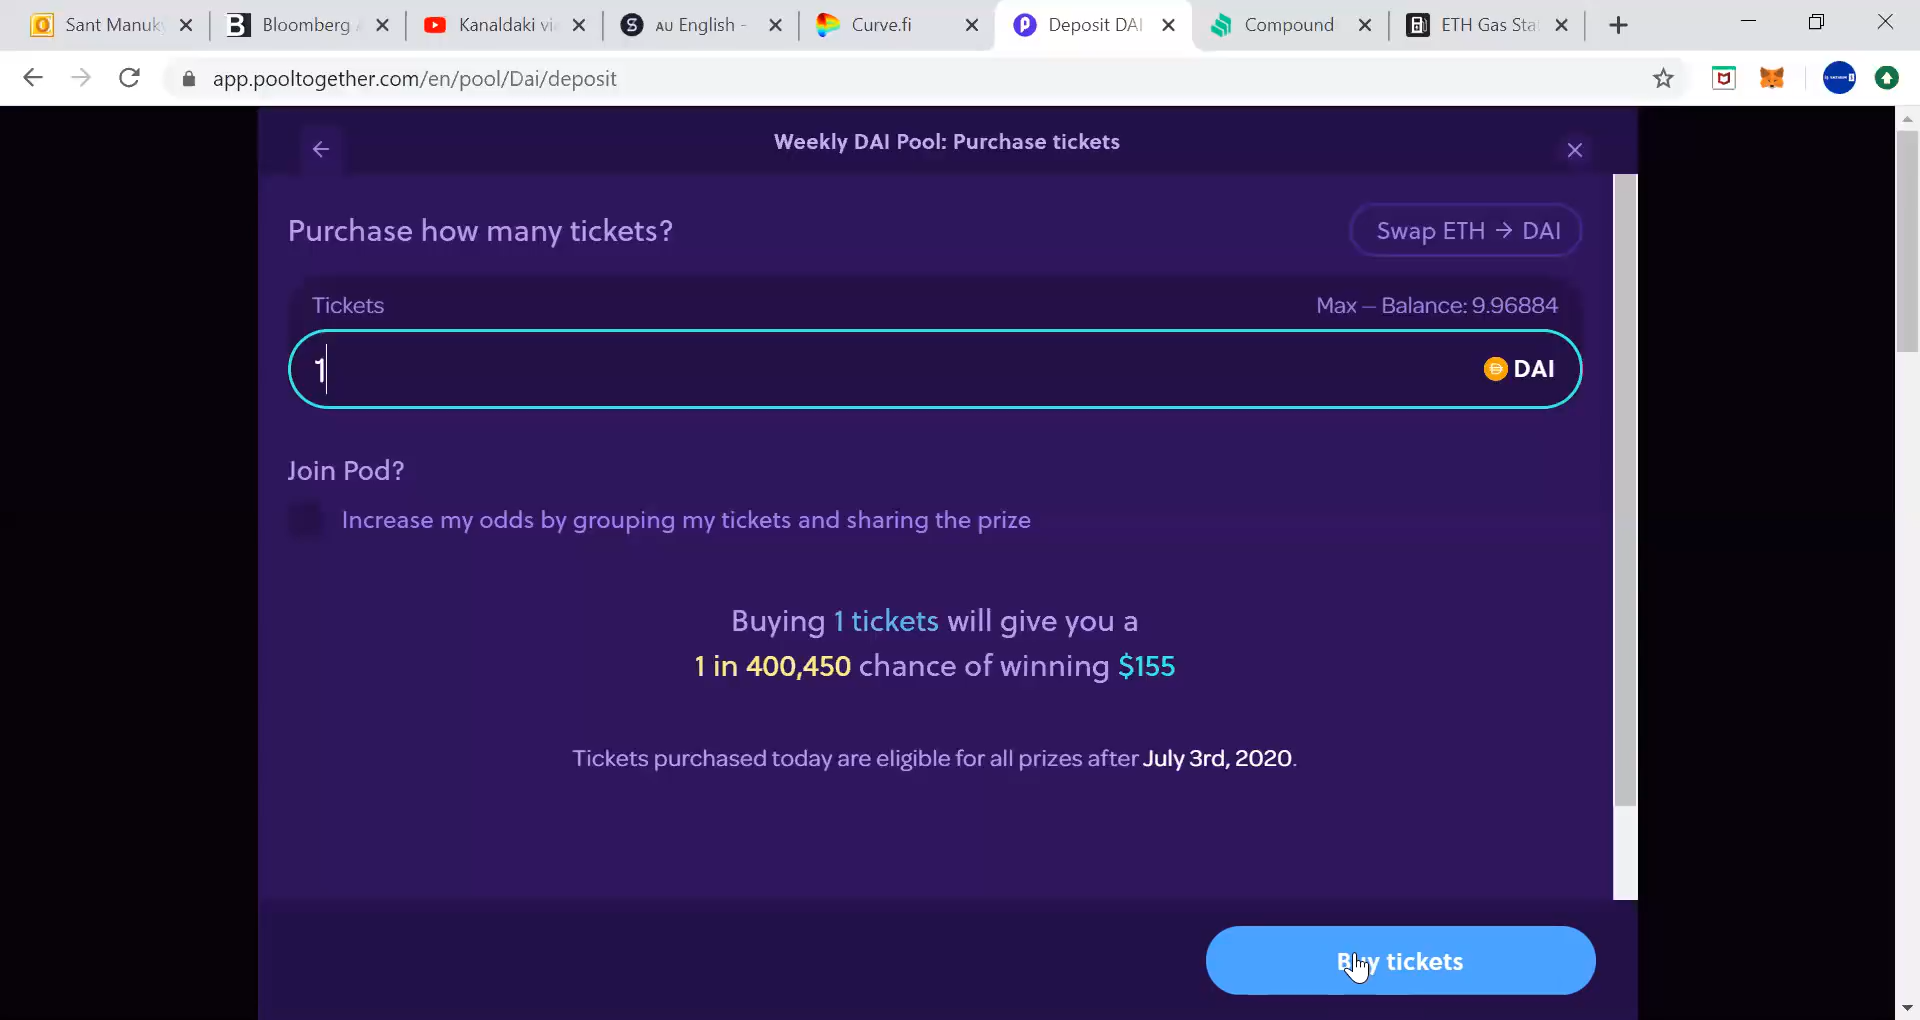 Sant Manuk
Bloomberg
Kanaldaki vi
AU English -
Curve.fi
Deposit DAI
Compound
ETH Gas Sta
app.pooltogether.com/en/pool/Dai/deposit
Weekly DAI Pool: Purchase tickets
Purchase how many tickets?
Swap ETH → DAI
Tickets
Max – Balance: 9.96884
1
DAI
Join Pod?
Increase my odds by grouping my tickets and sharing the prize
Buying 1 tickets will give you a
1 in 400,450 chance of winning $155
Tickets purchased today are eligible for all prizes after July 3rd, 2020.
Buy tickets